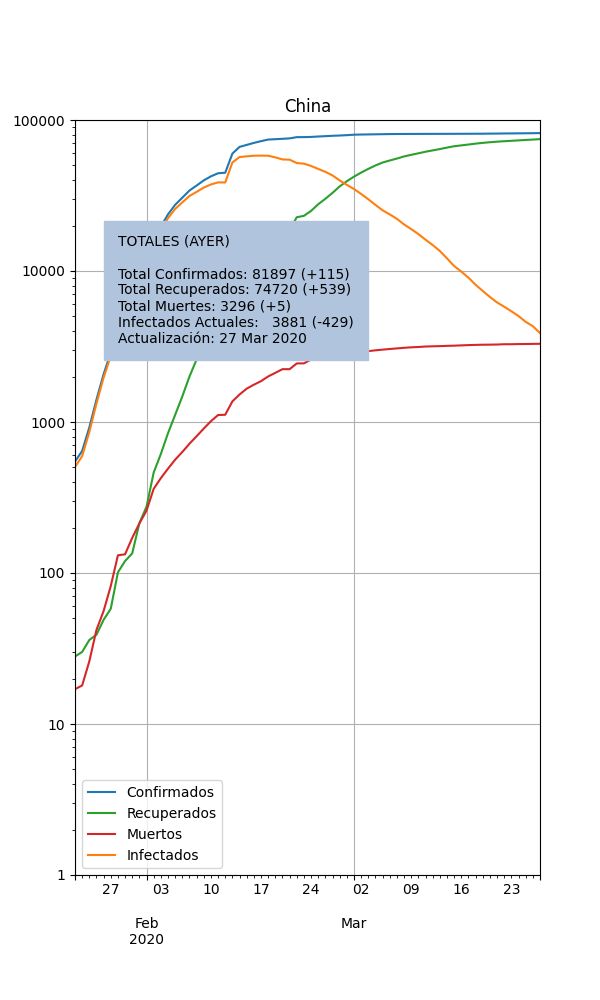 China
100000
10000
1000
100
10
1
TOTALES (AYER)
Total Confirmados: 81897 (+115)
Total Recuperados: 74720 (+539)
Total Muertes: 3296 (+5)
Infectados Actuales:   3881 (-429)
Actualización: 27 Mar 2020
Confirmados
Recuperados
Muertos
Infectados
27 03 10 17 24 02 09 16 23
Feb Mar
2020